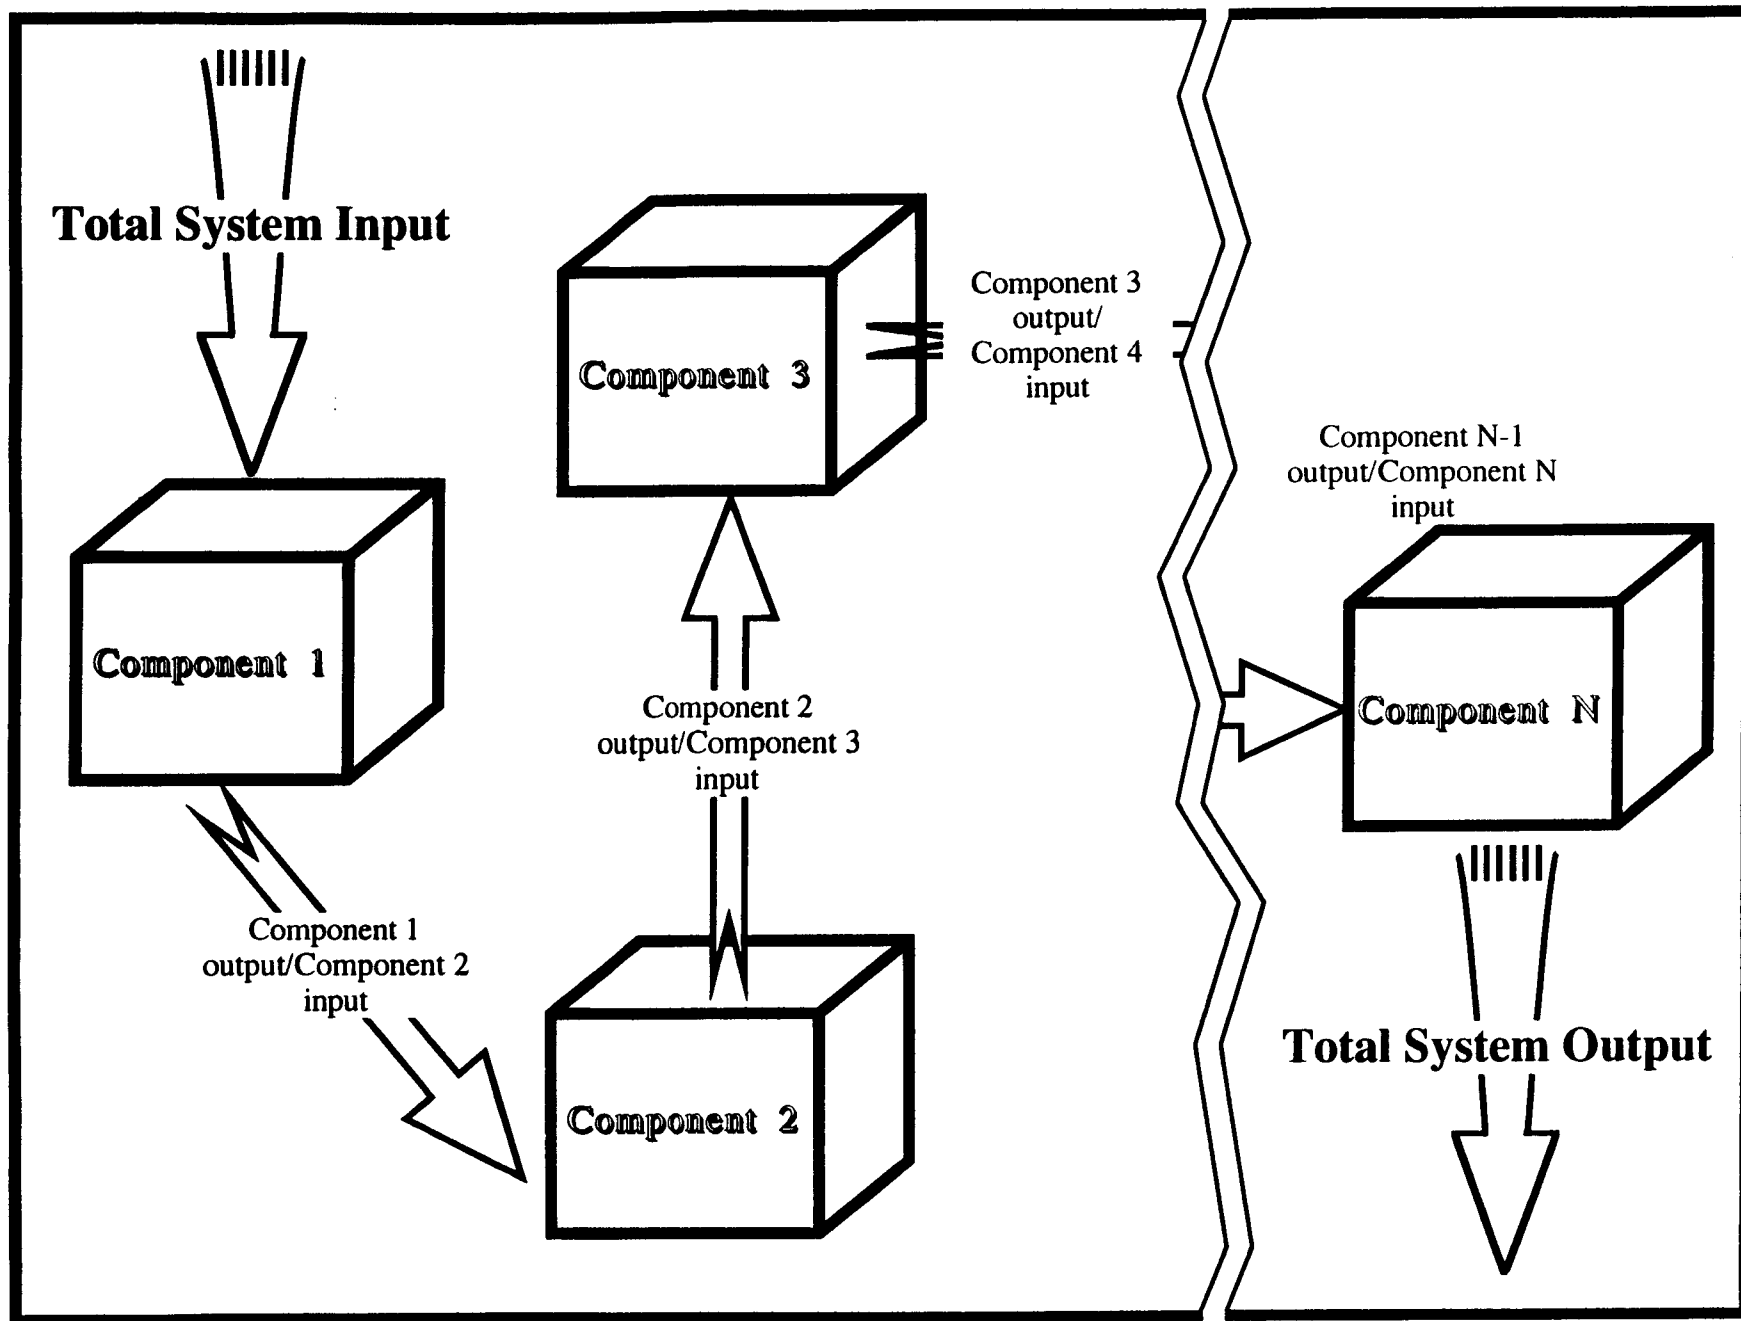 Total System Input
Component 1
Component 1
output/Component 2
input
Component 2
Component 2
output/Component 3
input
Component 3
Component 3
output/
Component 4
input
Component N-1
output/Component N
input
Component N
Total System Output